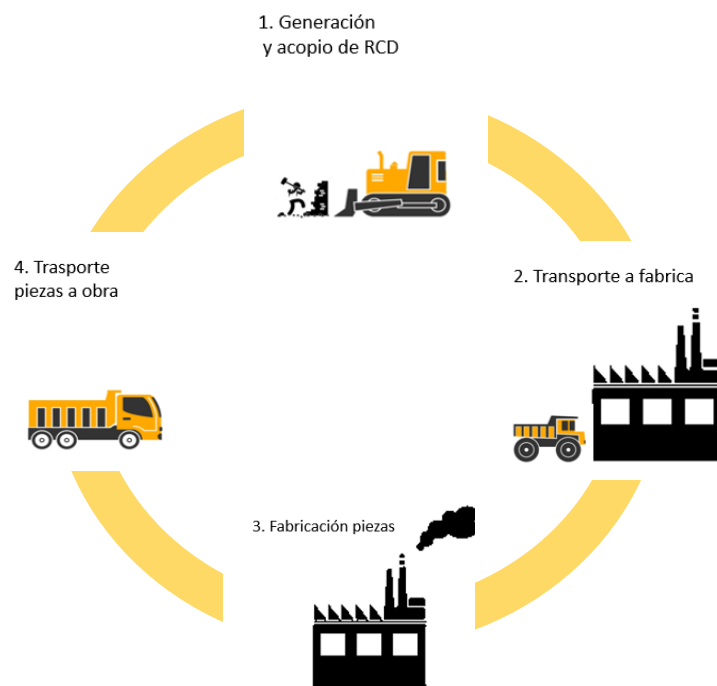 1. Generación
y acopio de RCD
2. Transporte a fabrica
3. Fabricación piezas
4. Trasporte
piezas a obra